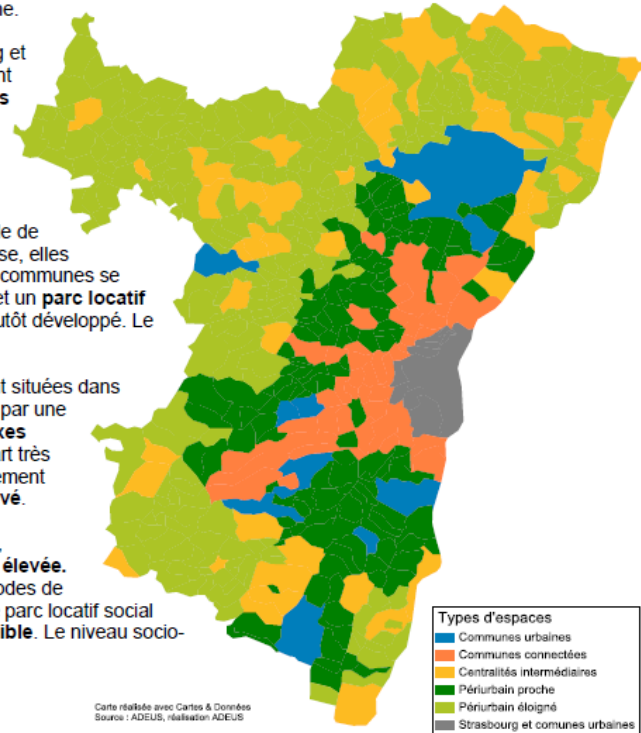 ne.
g et
nt
s
le de
se, elles
communes se
et un parc locatif
utôt développé. Le
t situées dans
par une
xes
rt très
ement
vé.
élevée.
odes de
parc locatif social
ible. Le niveau socio-
Types d'espaces
Communes urbaines
Communes connectées
Centralités intermédiaires
Périurbain proche
Périurbain éloigné
Strasbourg et comunes urbaines
Carte réalisée avec Cartes & Données
Source : ADEUS, réalisation ADEUS